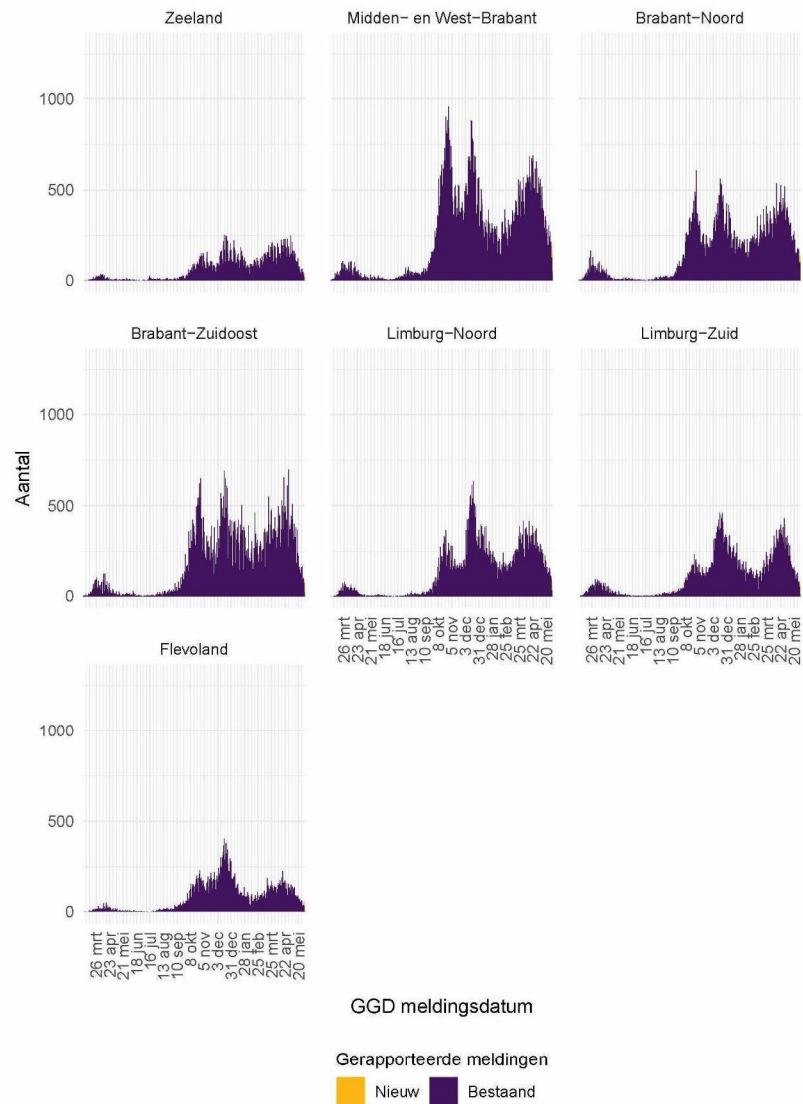 Zeeland Midden- en West-Brabant Brabant-Noord
1000
500
0
Brabant-Zuidoost Limburg-Noord Limburg-Zuid
1000
500
0
Aantal
26 mrt 23 apr 21 mei 18 jun 16 jul 13 aug 10 sep 8 okt 5 nov 3 dec 31 dec 28 jan 25 feb 25 mrt 22 apr 20 mei
26 mrt 23 apr 21 mei 18 jun 16 jul 13 aug 10 sep 8 okt 5 nov 3 dec 31 dec 28 jan 25 feb 25 mrt 22 apr 20 mei
Flevoland
1000
500
0
26 mrt 23 apr 21 mei 18 jun 16 jul 13 aug 10 sep 8 okt 5 nov 3 dec 31 dec 28 jan 25 feb 25 mrt 22 apr 20 mei
GGD meldingsdatum
Gerapporteerde meldingen
Nieuw Bestaand